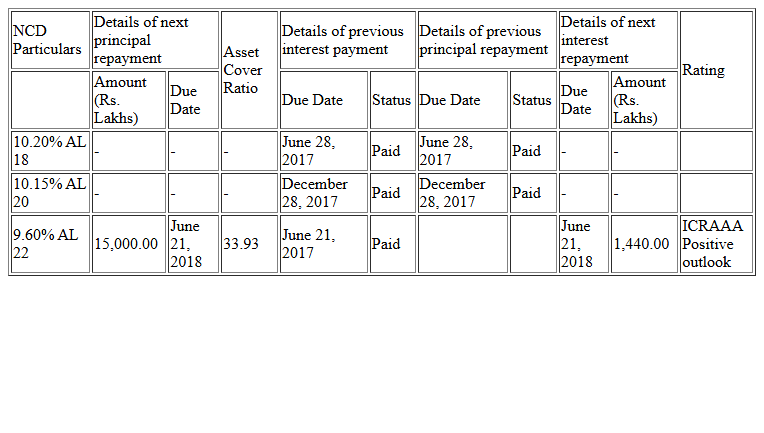 NCD Particulars
Details of next principal repayment
Asset Cover Ratio
Details of previous interest payment
Details of previous principal repayment
Details of next interest repayment
Rating
Amount (Rs. Lakhs)
Due Date
Due Date
Status
Due Date
Status
Due Date
Amount (Rs. Lakhs)
10.20% AL 18
-
-
-
June 28, 2017
Paid
June 28, 2017
Paid
-
-
10.15% AL 20
-
-
-
December 28, 2017
Paid
December 28, 2017
Paid
-
-
9.60% AL 22
15,000.00
June 21, 2018
33.93
June 21, 2017
Paid
June 21, 2018
1,440.00
ICRAAA Positive outlook